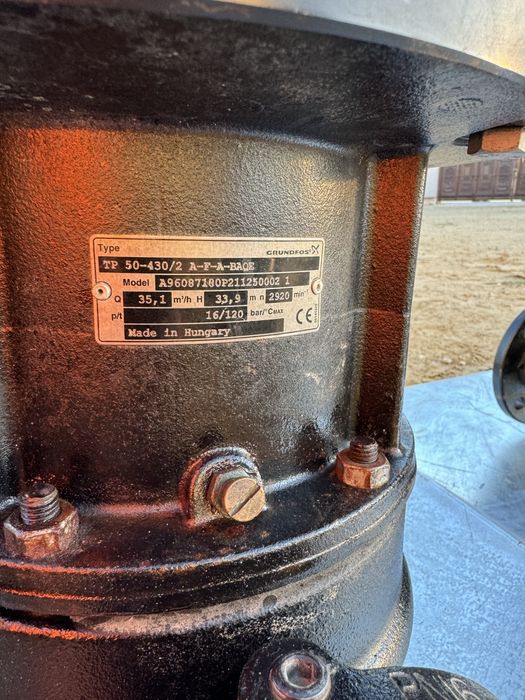 Type GRUNDFOS X
TP 50-430/2 A-F-A-BAQE
Model A96087180P211250002 1
Q 35,1 m³/h H 33,9 m n 2920 min⁻¹
p/t 16/120 bar/°C MAX CE
Made in Hungary